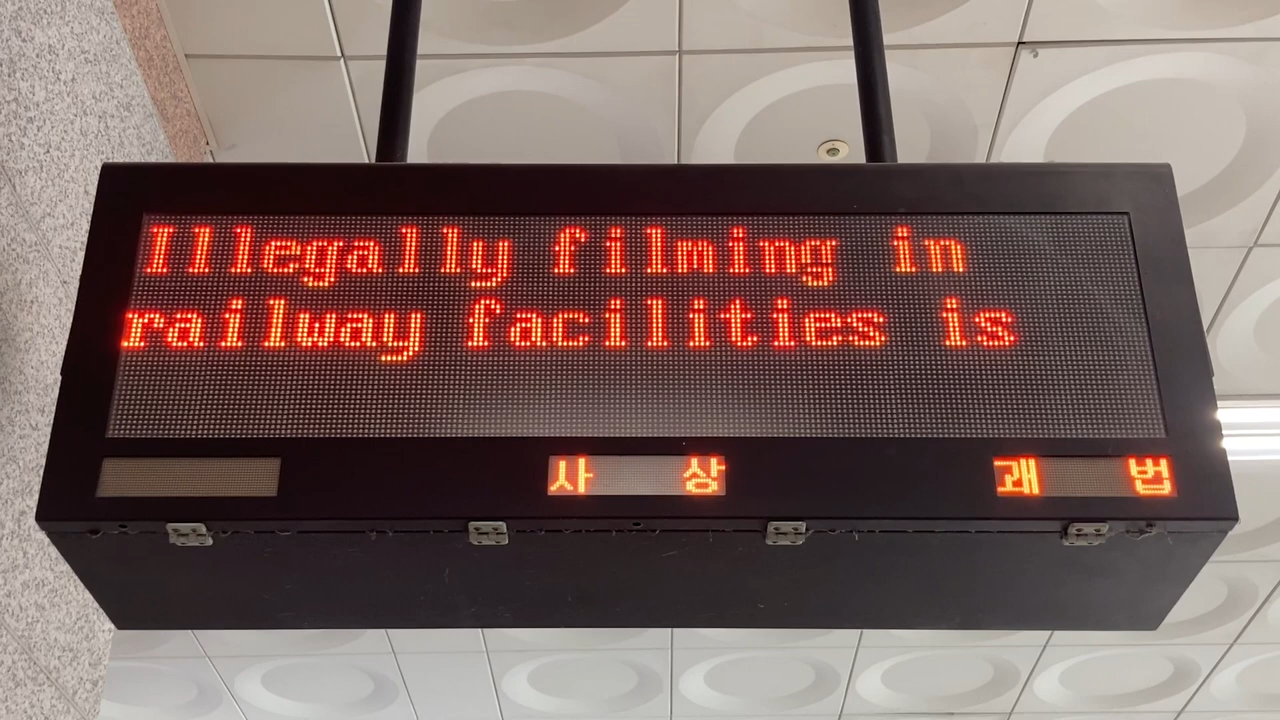 Illegally filming in
railway facilities is
사 상 괘 법